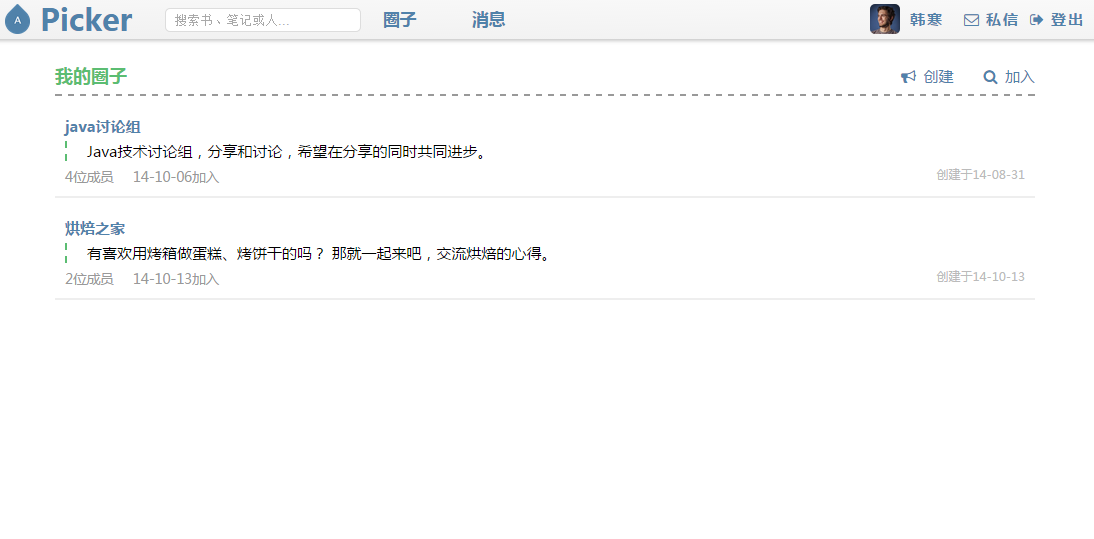 A Picker 搜索书、笔记或人... 圈子 消息 韩寒 私信 登出
我的圈子 创建 加入
java讨论组
Java技术讨论组，分享和讨论，希望在分享的同时共同进步。
4位成员 14-10-06加入 创建于14-08-31
烘焙之家
有喜欢用烤箱做蛋糕、烤饼干的吗？ 那就一起来吧，交流烘焙的心得。
2位成员 14-10-13加入 创建于14-10-13